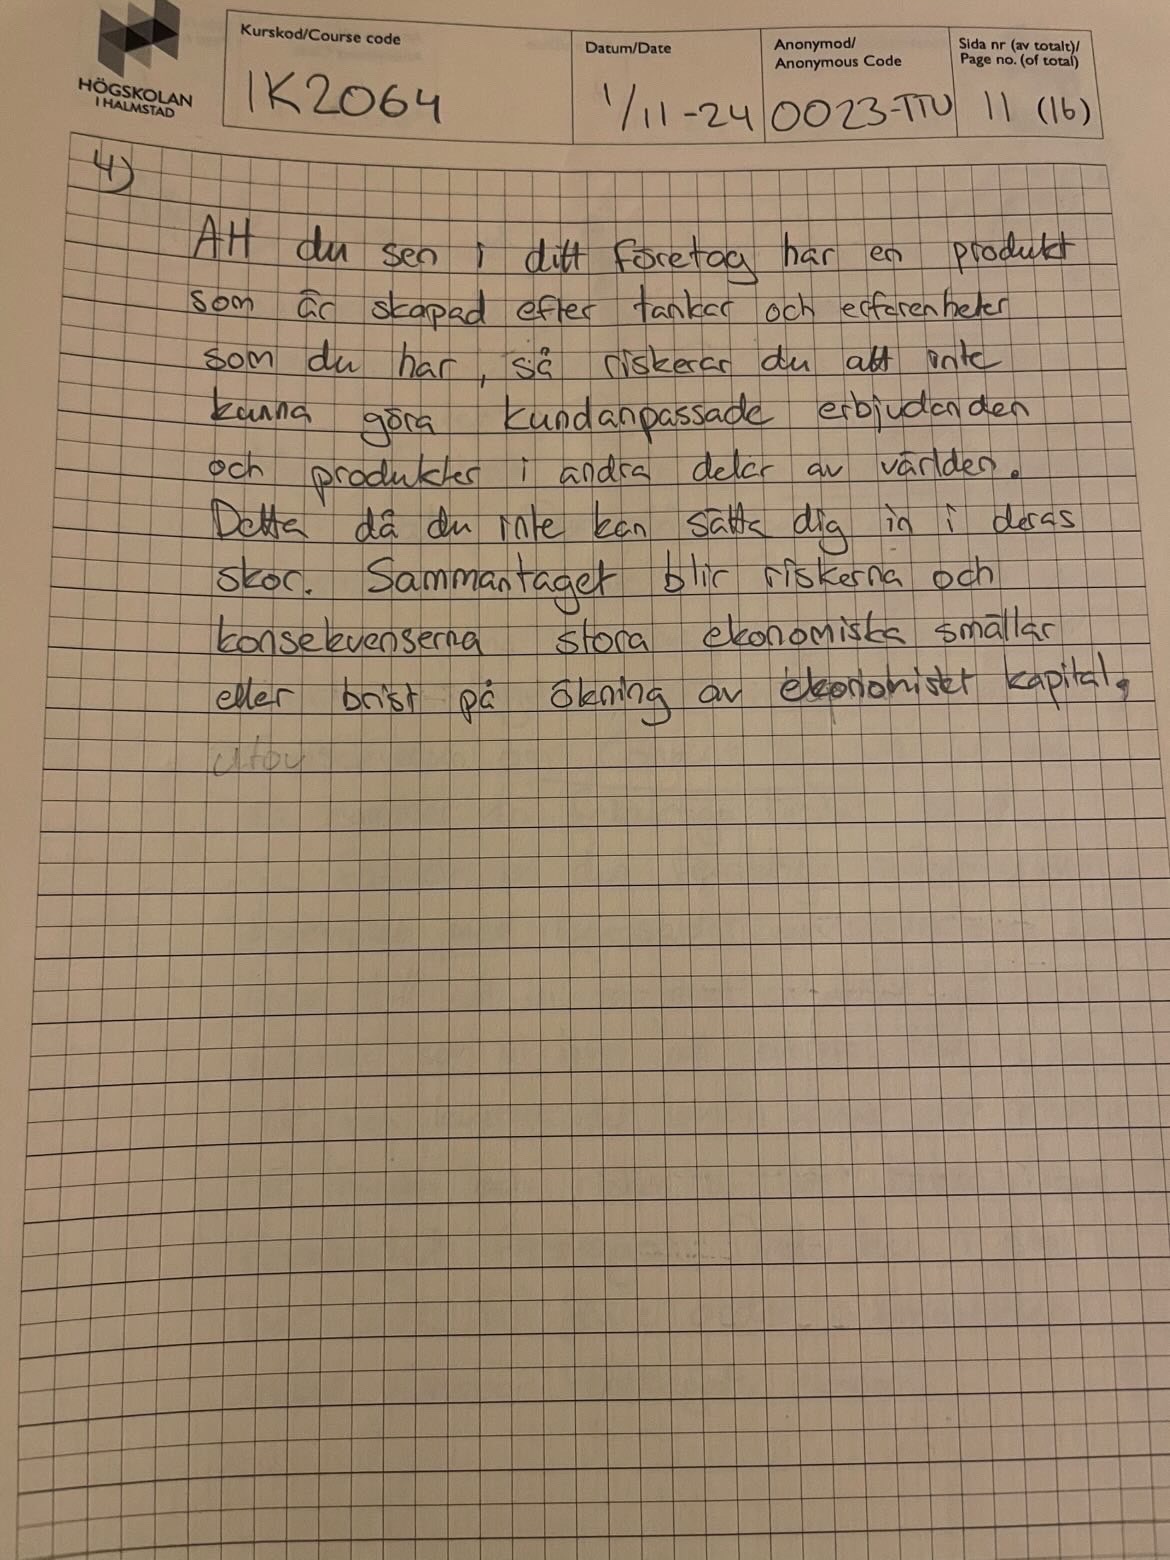 HÖGSKOLAN
I HALMSTAD
Kurskod/Course code
IK2064
Datum/Date
1/11-24
Anonymod/
Anonymous Code
0023-TTU
Sida nr (av totalt)/
Page no. (of total)
11 (16)
4)
Att du sen i ditt företag har en produkt
som är skapad efter tankar och erfarenheter
som du har, så riskerar du att inte
kunna göra kundanpassade erbjudanden
och produkter i andra delar av världen.
Detta då du inte kan sätta dig in i deras
skor. Sammantaget blir riskerna och
konsekvenserna stora ekonomiska smällar
eller brist på ökning av ekonomiskt kapital.
utöv